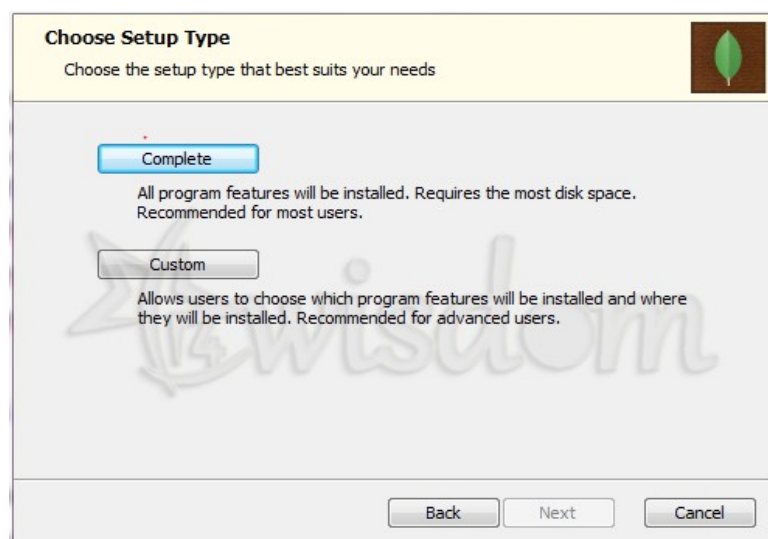 Choose Setup Type
Choose the setup type that best suits your needs
Complete
All program features will be installed. Requires the most disk space.
Recommended for most users.
Custom
Allows users to choose which program features will be installed and where
they will be installed. Recommended for advanced users.
wisdom
Back Next Cancel